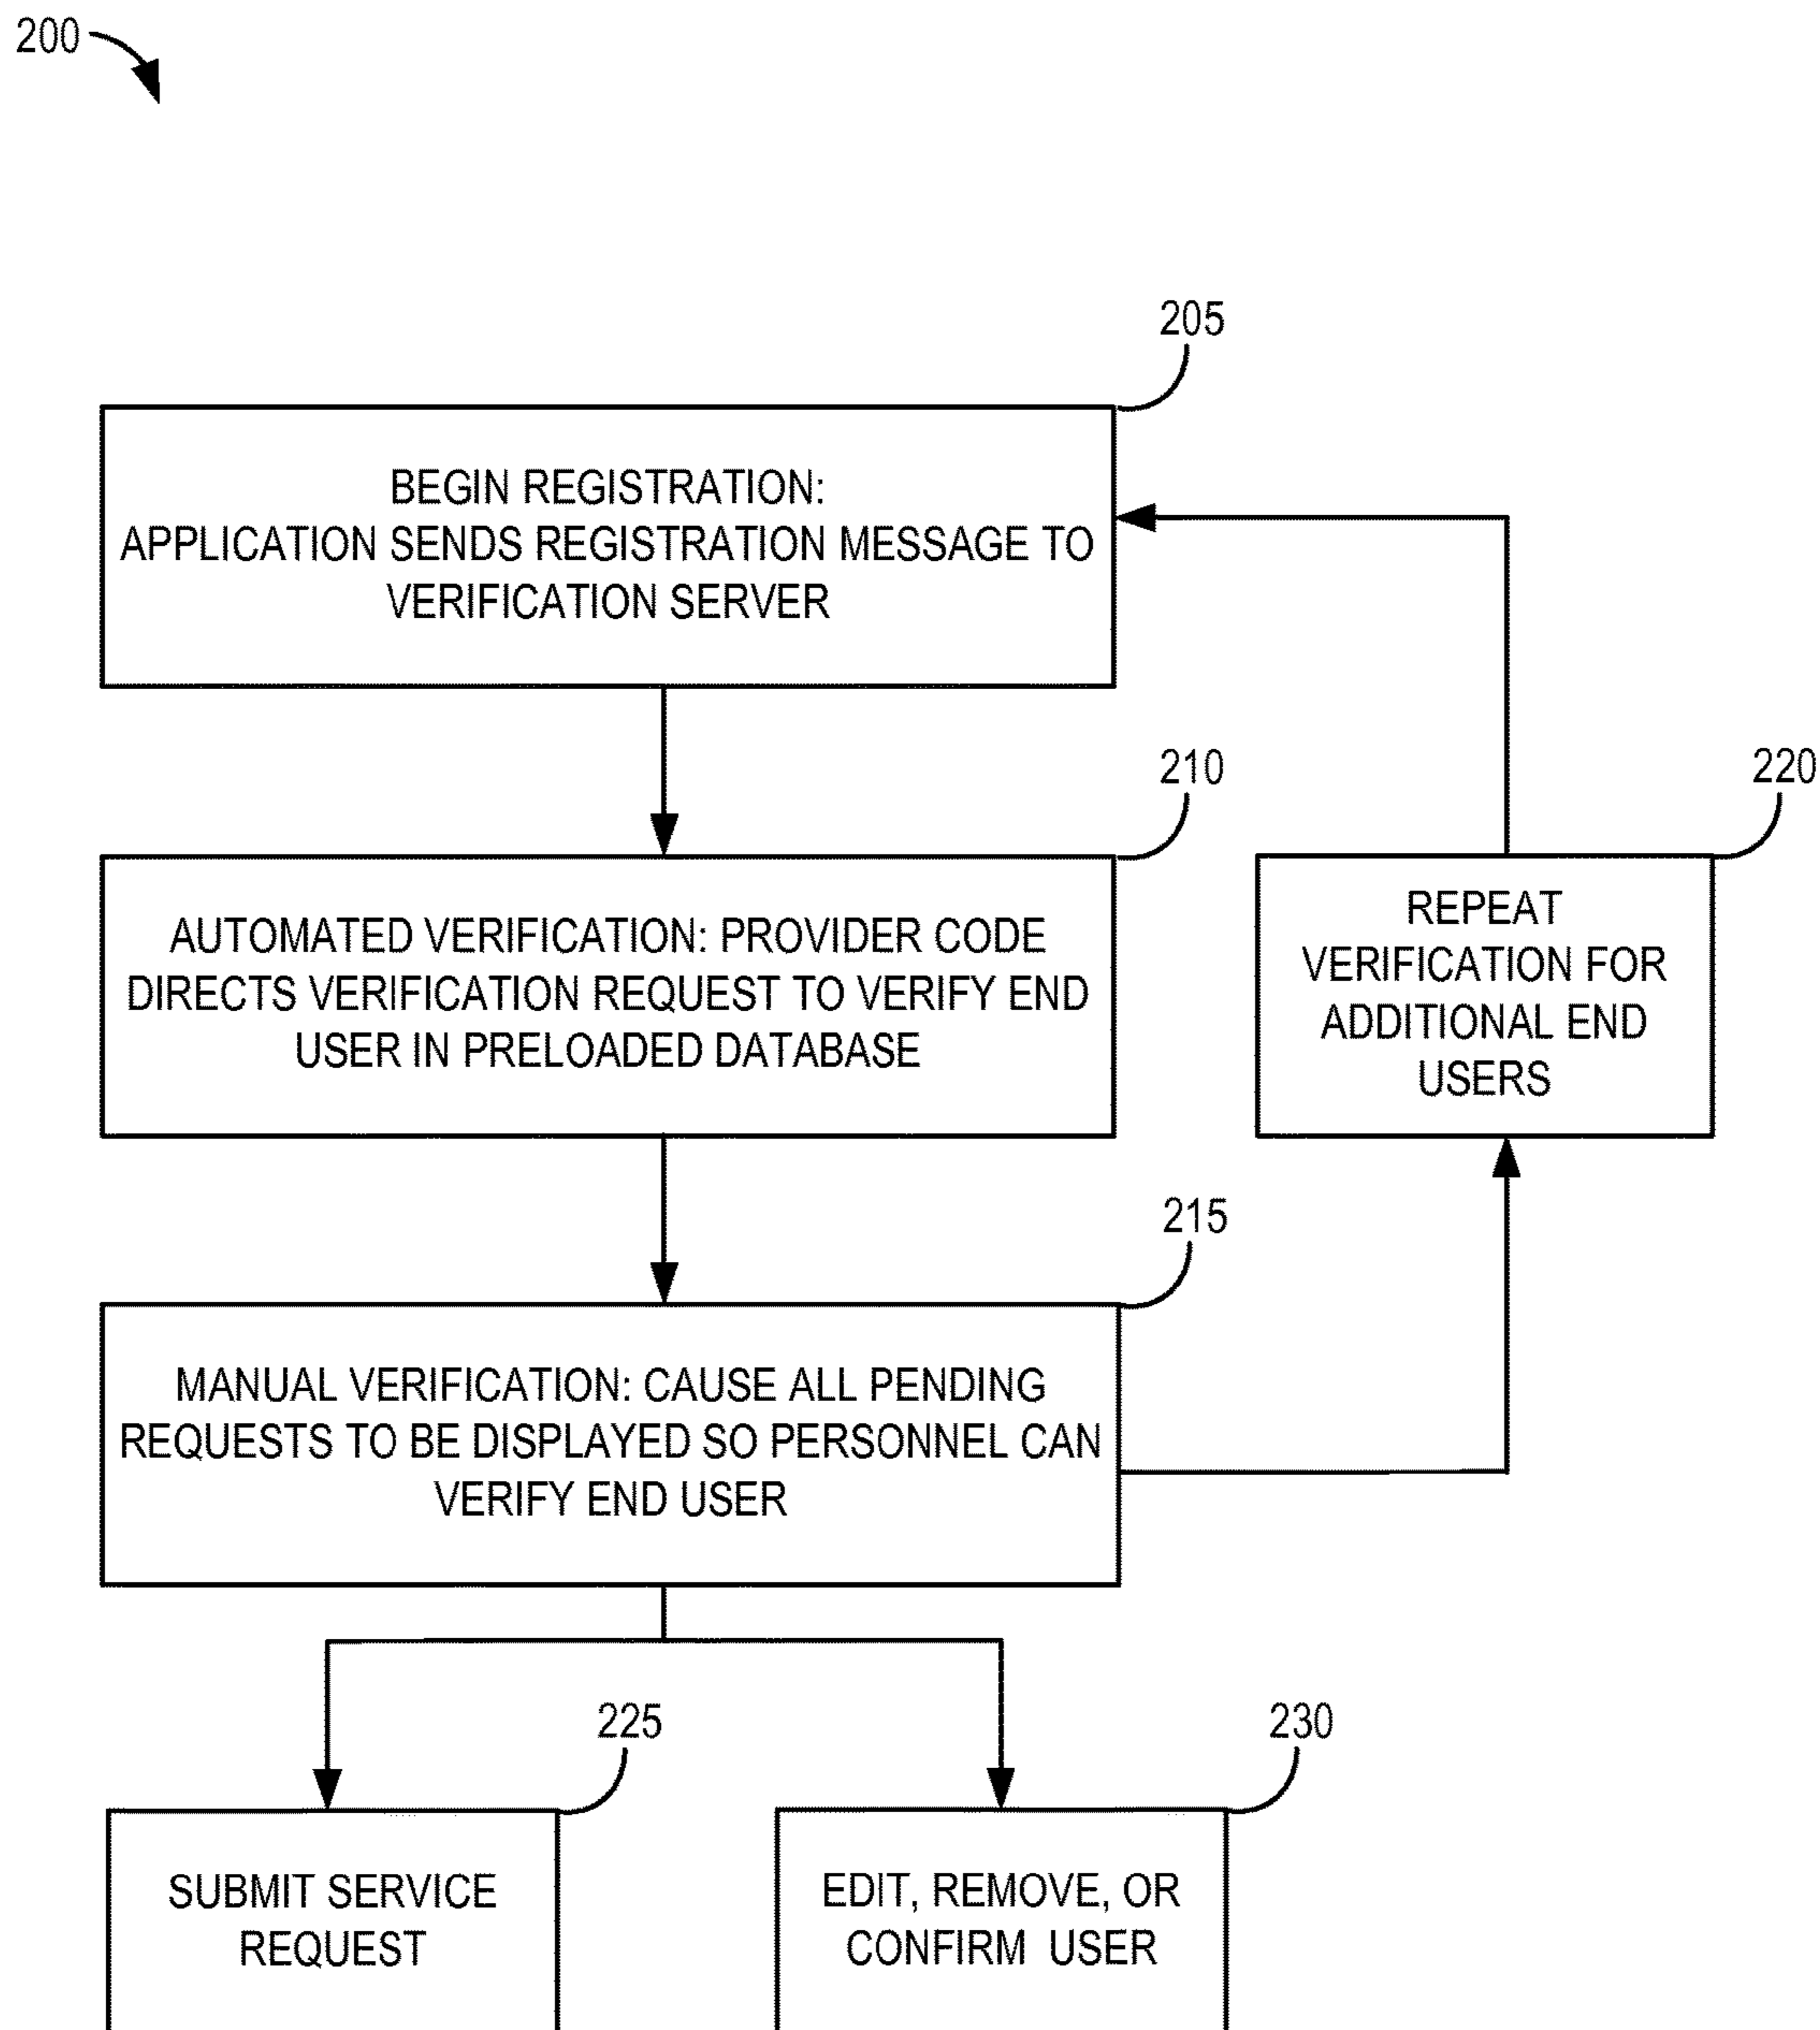 200
205
BEGIN REGISTRATION:
APPLICATION SENDS REGISTRATION MESSAGE TO
VERIFICATION SERVER
210
AUTOMATED VERIFICATION: PROVIDER CODE
DIRECTS VERIFICATION REQUEST TO VERIFY END
USER IN PRELOADED DATABASE
220
REPEAT
VERIFICATION FOR
ADDITIONAL END
USERS
215
MANUAL VERIFICATION: CAUSE ALL PENDING
REQUESTS TO BE DISPLAYED SO PERSONNEL CAN
VERIFY END USER
225
SUBMIT SERVICE
REQUEST
230
EDIT, REMOVE, OR
CONFIRM USER